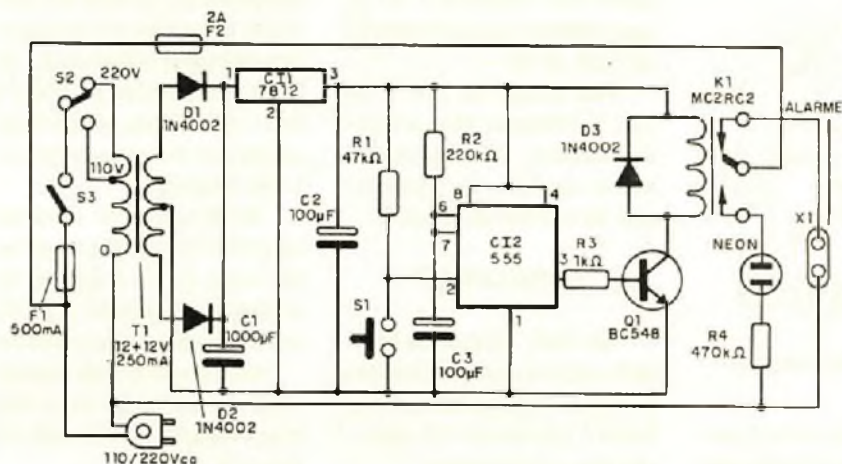 2A
F2
S2
220V
D1
1N4002
1
CI1
7812
3
2
K1
MC2RC2
ALARME
110V
S3
0
F1
500mA
T1
12+12V
250mA
C1
1000µF
D2
1N4002
110/220Vca
C2
100µF
R1
47kΩ
R2
220kΩ
S1
C3
100µF
8
4
6
7
2
CI2
555
3
1
R3
1kΩ
Q1
BC548
D3
1N4002
NEON
R4
470kΩ
X1